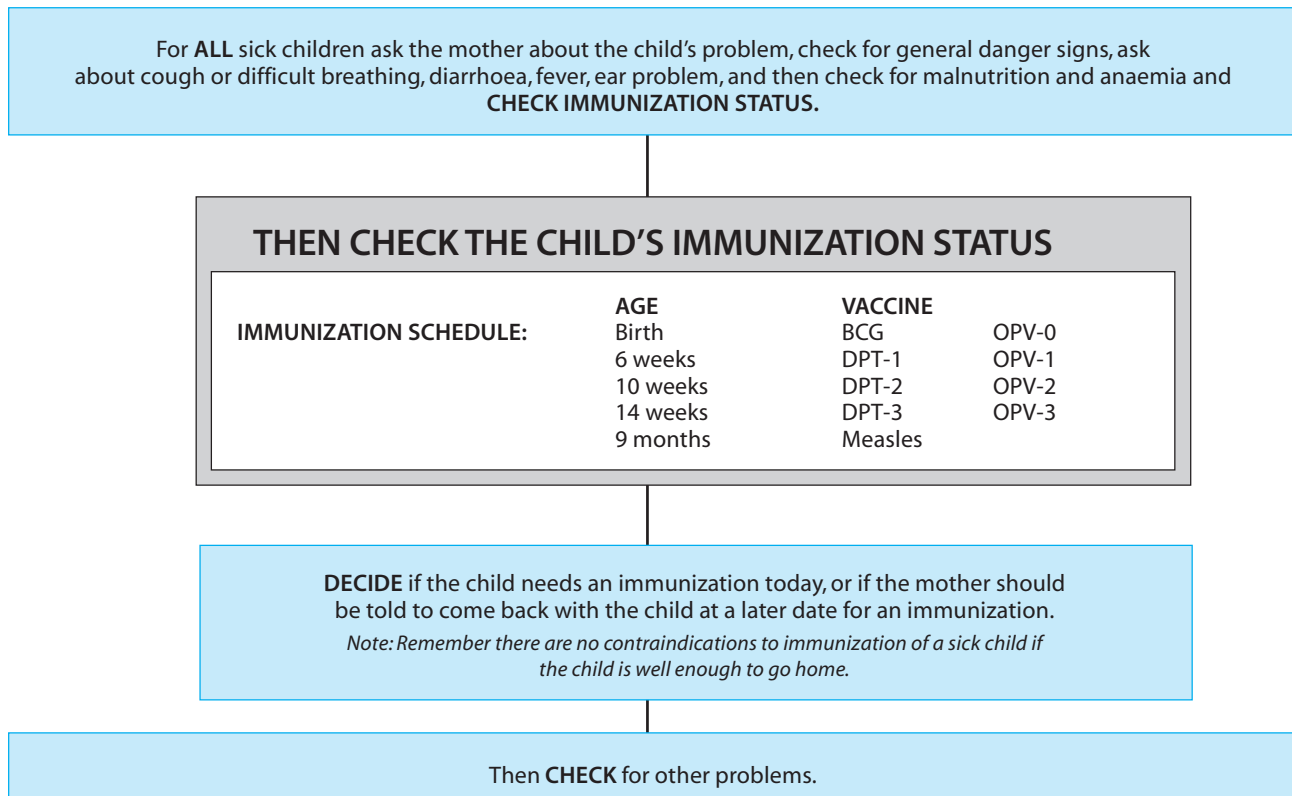 For ALL sick children ask the mother about the child's problem, check for general danger signs, ask
about cough or difficult breathing, diarrhoea, fever, ear problem, and then check for malnutrition and anaemia and
CHECK IMMUNIZATION STATUS.
THEN CHECK THE CHILD'S IMMUNIZATION STATUS
AGE VACCINE
IMMUNIZATION SCHEDULE: Birth BCG OPV-0
6 weeks DPT-1 OPV-1
10 weeks DPT-2 OPV-2
14 weeks DPT-3 OPV-3
9 months Measles
DECIDE if the child needs an immunization today, or if the mother should
be told to come back with the child at a later date for an immunization.
Note: Remember there are no contraindications to immunization of a sick child if
the child is well enough to go home.
Then CHECK for other problems.